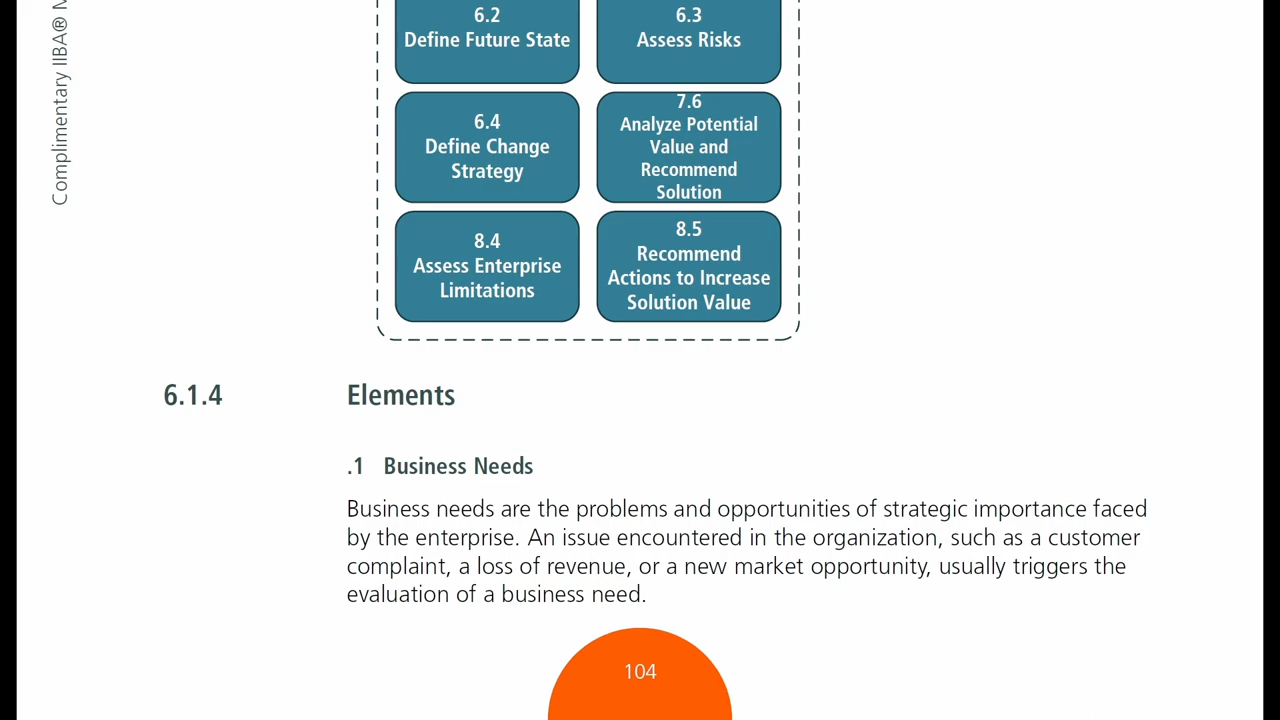 Complimentary IIBA® M
6.2
Define Future State
6.3
Assess Risks
6.4
Define Change
Strategy
7.6
Analyze Potential
Value and
Recommend
Solution
8.4
Assess Enterprise
Limitations
8.5
Recommend
Actions to Increase
Solution Value
6.1.4 Elements
.1 Business Needs
Business needs are the problems and opportunities of strategic importance faced
by the enterprise. An issue encountered in the organization, such as a customer
complaint, a loss of revenue, or a new market opportunity, usually triggers the
evaluation of a business need.
104